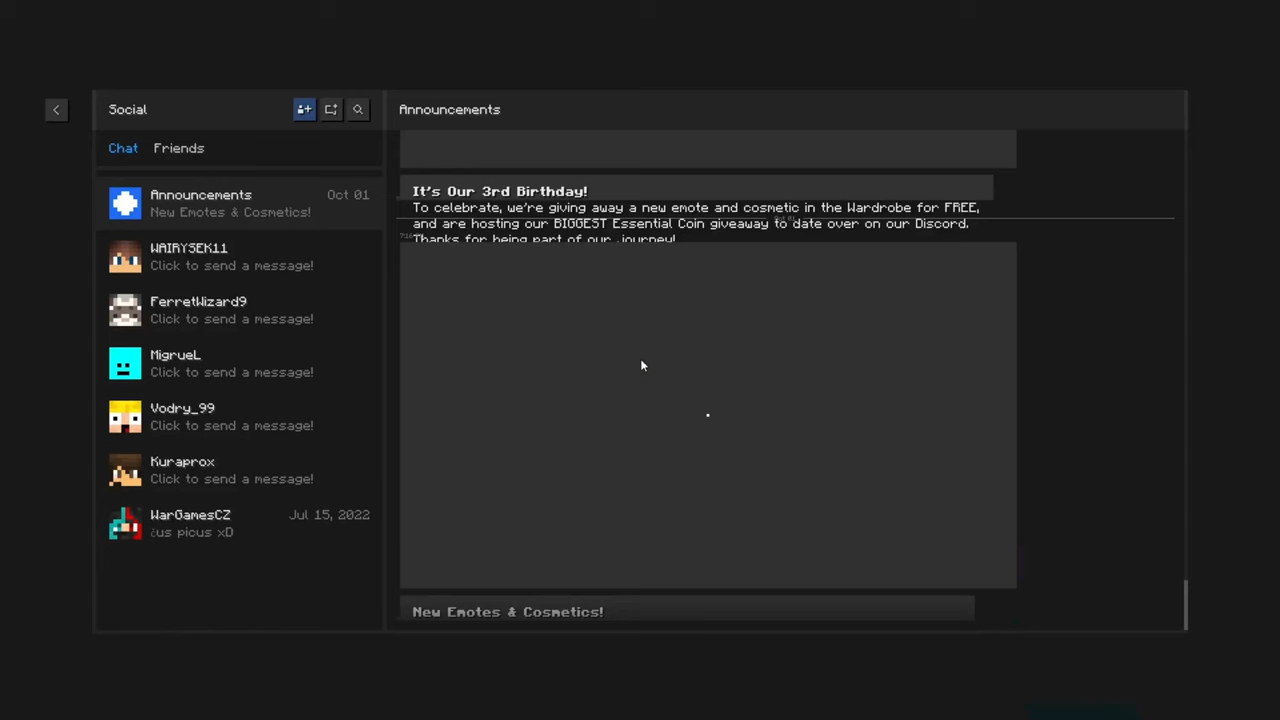 Social
Announcements
Chat Friends
Announcements Oct 01
New Emotes & Cosmetics!
WAIRYSEK11
Click to send a message!
FerretWizard9
Click to send a message!
MigrueL
Click to send a message!
Vodry_99
Click to send a message!
Kuraprox
Click to send a message!
WarGamesCZ Jul 15, 2022
us picus xD
It's Our 3rd Birthday!
To celebrate, we're giving away a new emote and cosmetic in the Wardrobe for FREE,
and are hosting our BIGGEST Essential Coin giveaway to date over on our Discord.
Thanks for being part of our journey!
New Emotes & Cosmetics!